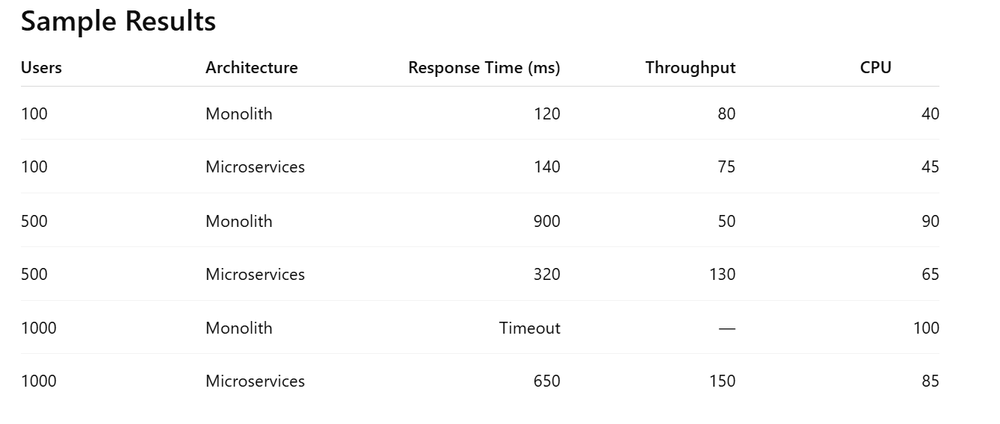 Sample Results
Users Architecture Response Time (ms) Throughput CPU
100 Monolith 120 80 40
100 Microservices 140 75 45
500 Monolith 900 50 90
500 Microservices 320 130 65
1000 Monolith Timeout — 100
1000 Microservices 650 150 85